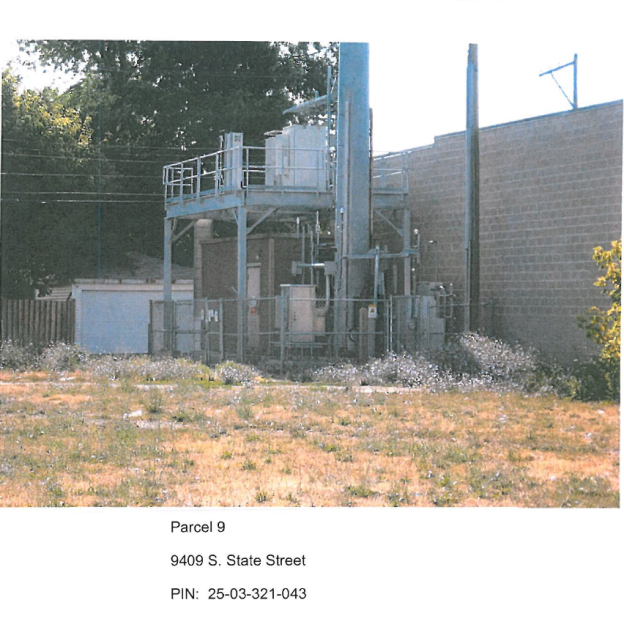 Parcel 9
9409 S. State Street
PIN: 25-03-321-043